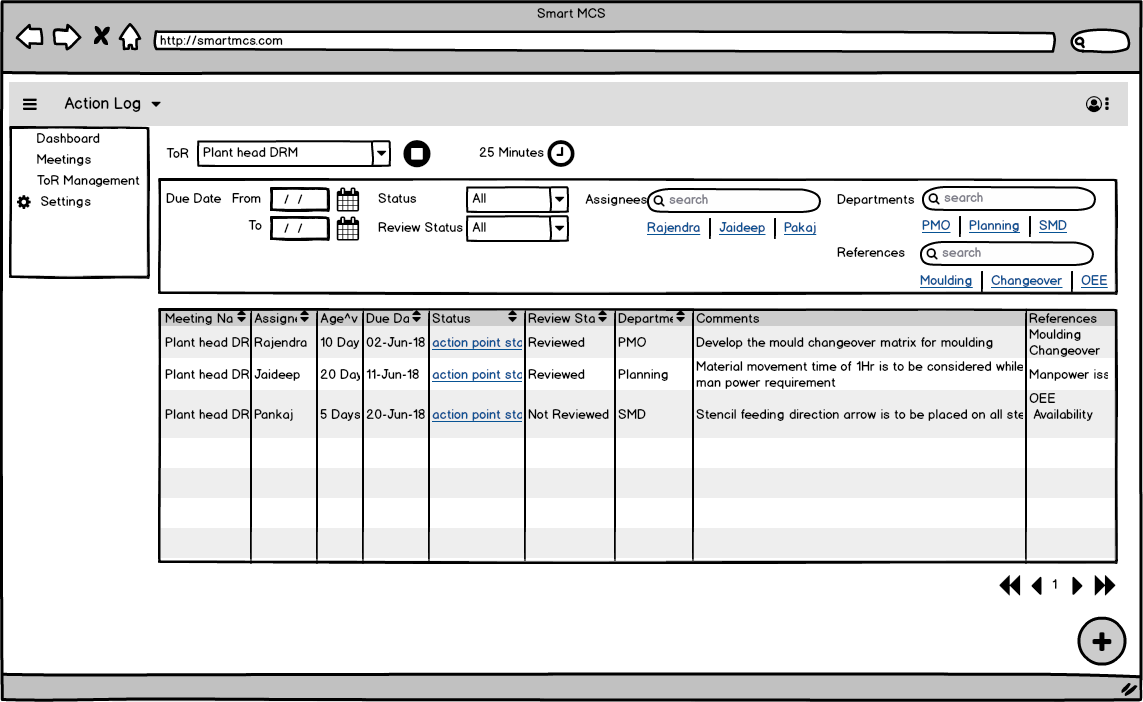 Smart MCS
http://smartmcs.com
Action Log
Dashboard
Meetings
ToR Management
Settings
ToR Plant head DRM 25 Minutes
Due Date From / / Status All Assignees search Departments search
To / / Review Status All Rajendra Jaideep Pakaj PMO Planning SMD
References search
Moulding Changeover OEE
Meeting Na Assigne Age^v Due Da Status Review Sta Departme Comments References
Plant head DR Rajendra 10 Day 02-Jun-18 action point sta Reviewed PMO Develop the mould changeover matrix for moulding Moulding
Changeover
Plant head DR Jaideep 20 Day 11-Jun-18 action point sta Reviewed Planning Material movement time of 1Hr is to be considered while Manpower iss
man power requirement
Plant head DR Pankaj 5 Days 20-Jun-18 action point sta Not Reviewed SMD Stencil feeding direction arrow is to be placed on all ste OEE
Availability
1